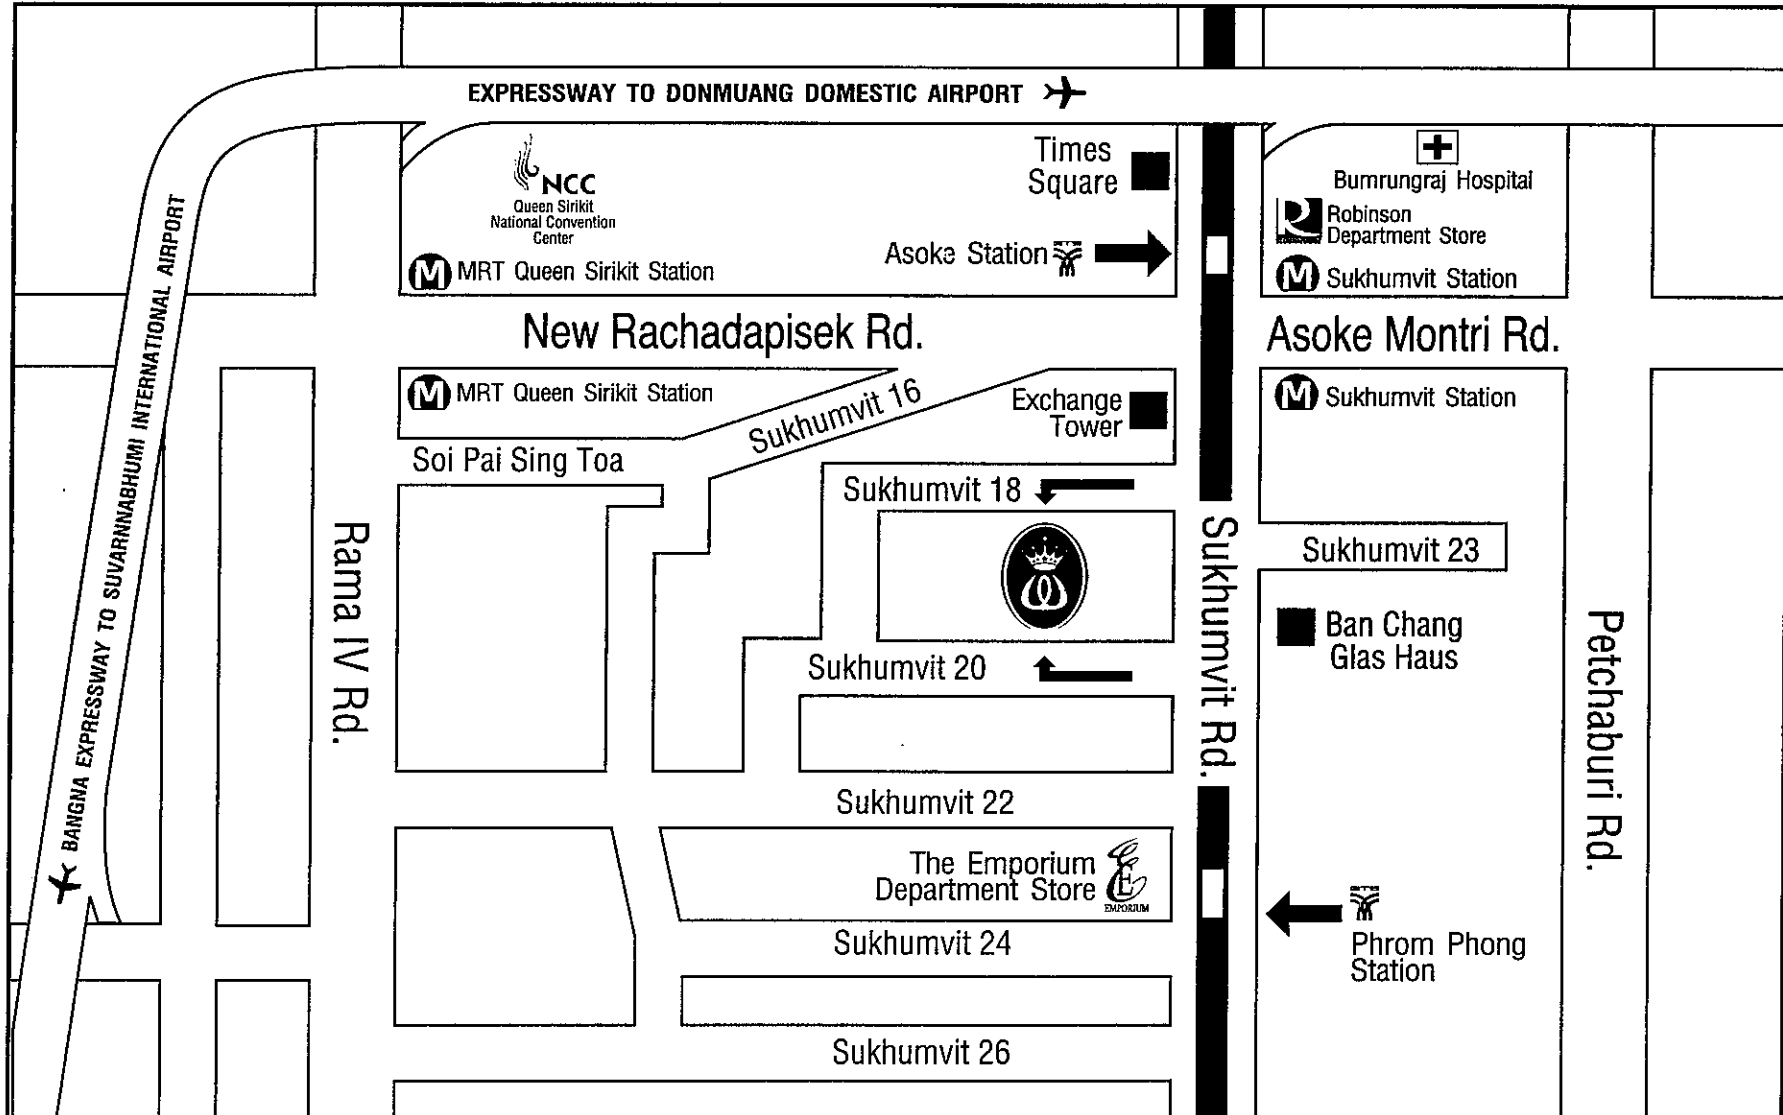 EXPRESSWAY TO DONMUANG DOMESTIC AIRPORT
BANGNA EXPRESSWAY TO SUVARNNABHUMI INTERNATIONAL AIRPORT
NCC
Queen Sirikit
National Convention
Center
M MRT Queen Sirikit Station
Times
Square
Asoke Station
Bumrungraj Hospital
R Robinson
Department Store
M Sukhumvit Station
New Rachadapisek Rd.
Asoke Montri Rd.
M MRT Queen Sirikit Station
Sukhumvit 16
Exchange
Tower
M Sukhumvit Station
Soi Pai Sing Toa
Sukhumvit 18
Rama IV Rd.
Sukhumvit Rd.
Sukhumvit 23
Ban Chang
Glas Haus
Petchaburi Rd.
Sukhumvit 20
Sukhumvit 22
The Emporium
Department Store
E
EMPORIUM
Sukhumvit 24
Phrom Phong
Station
Sukhumvit 26